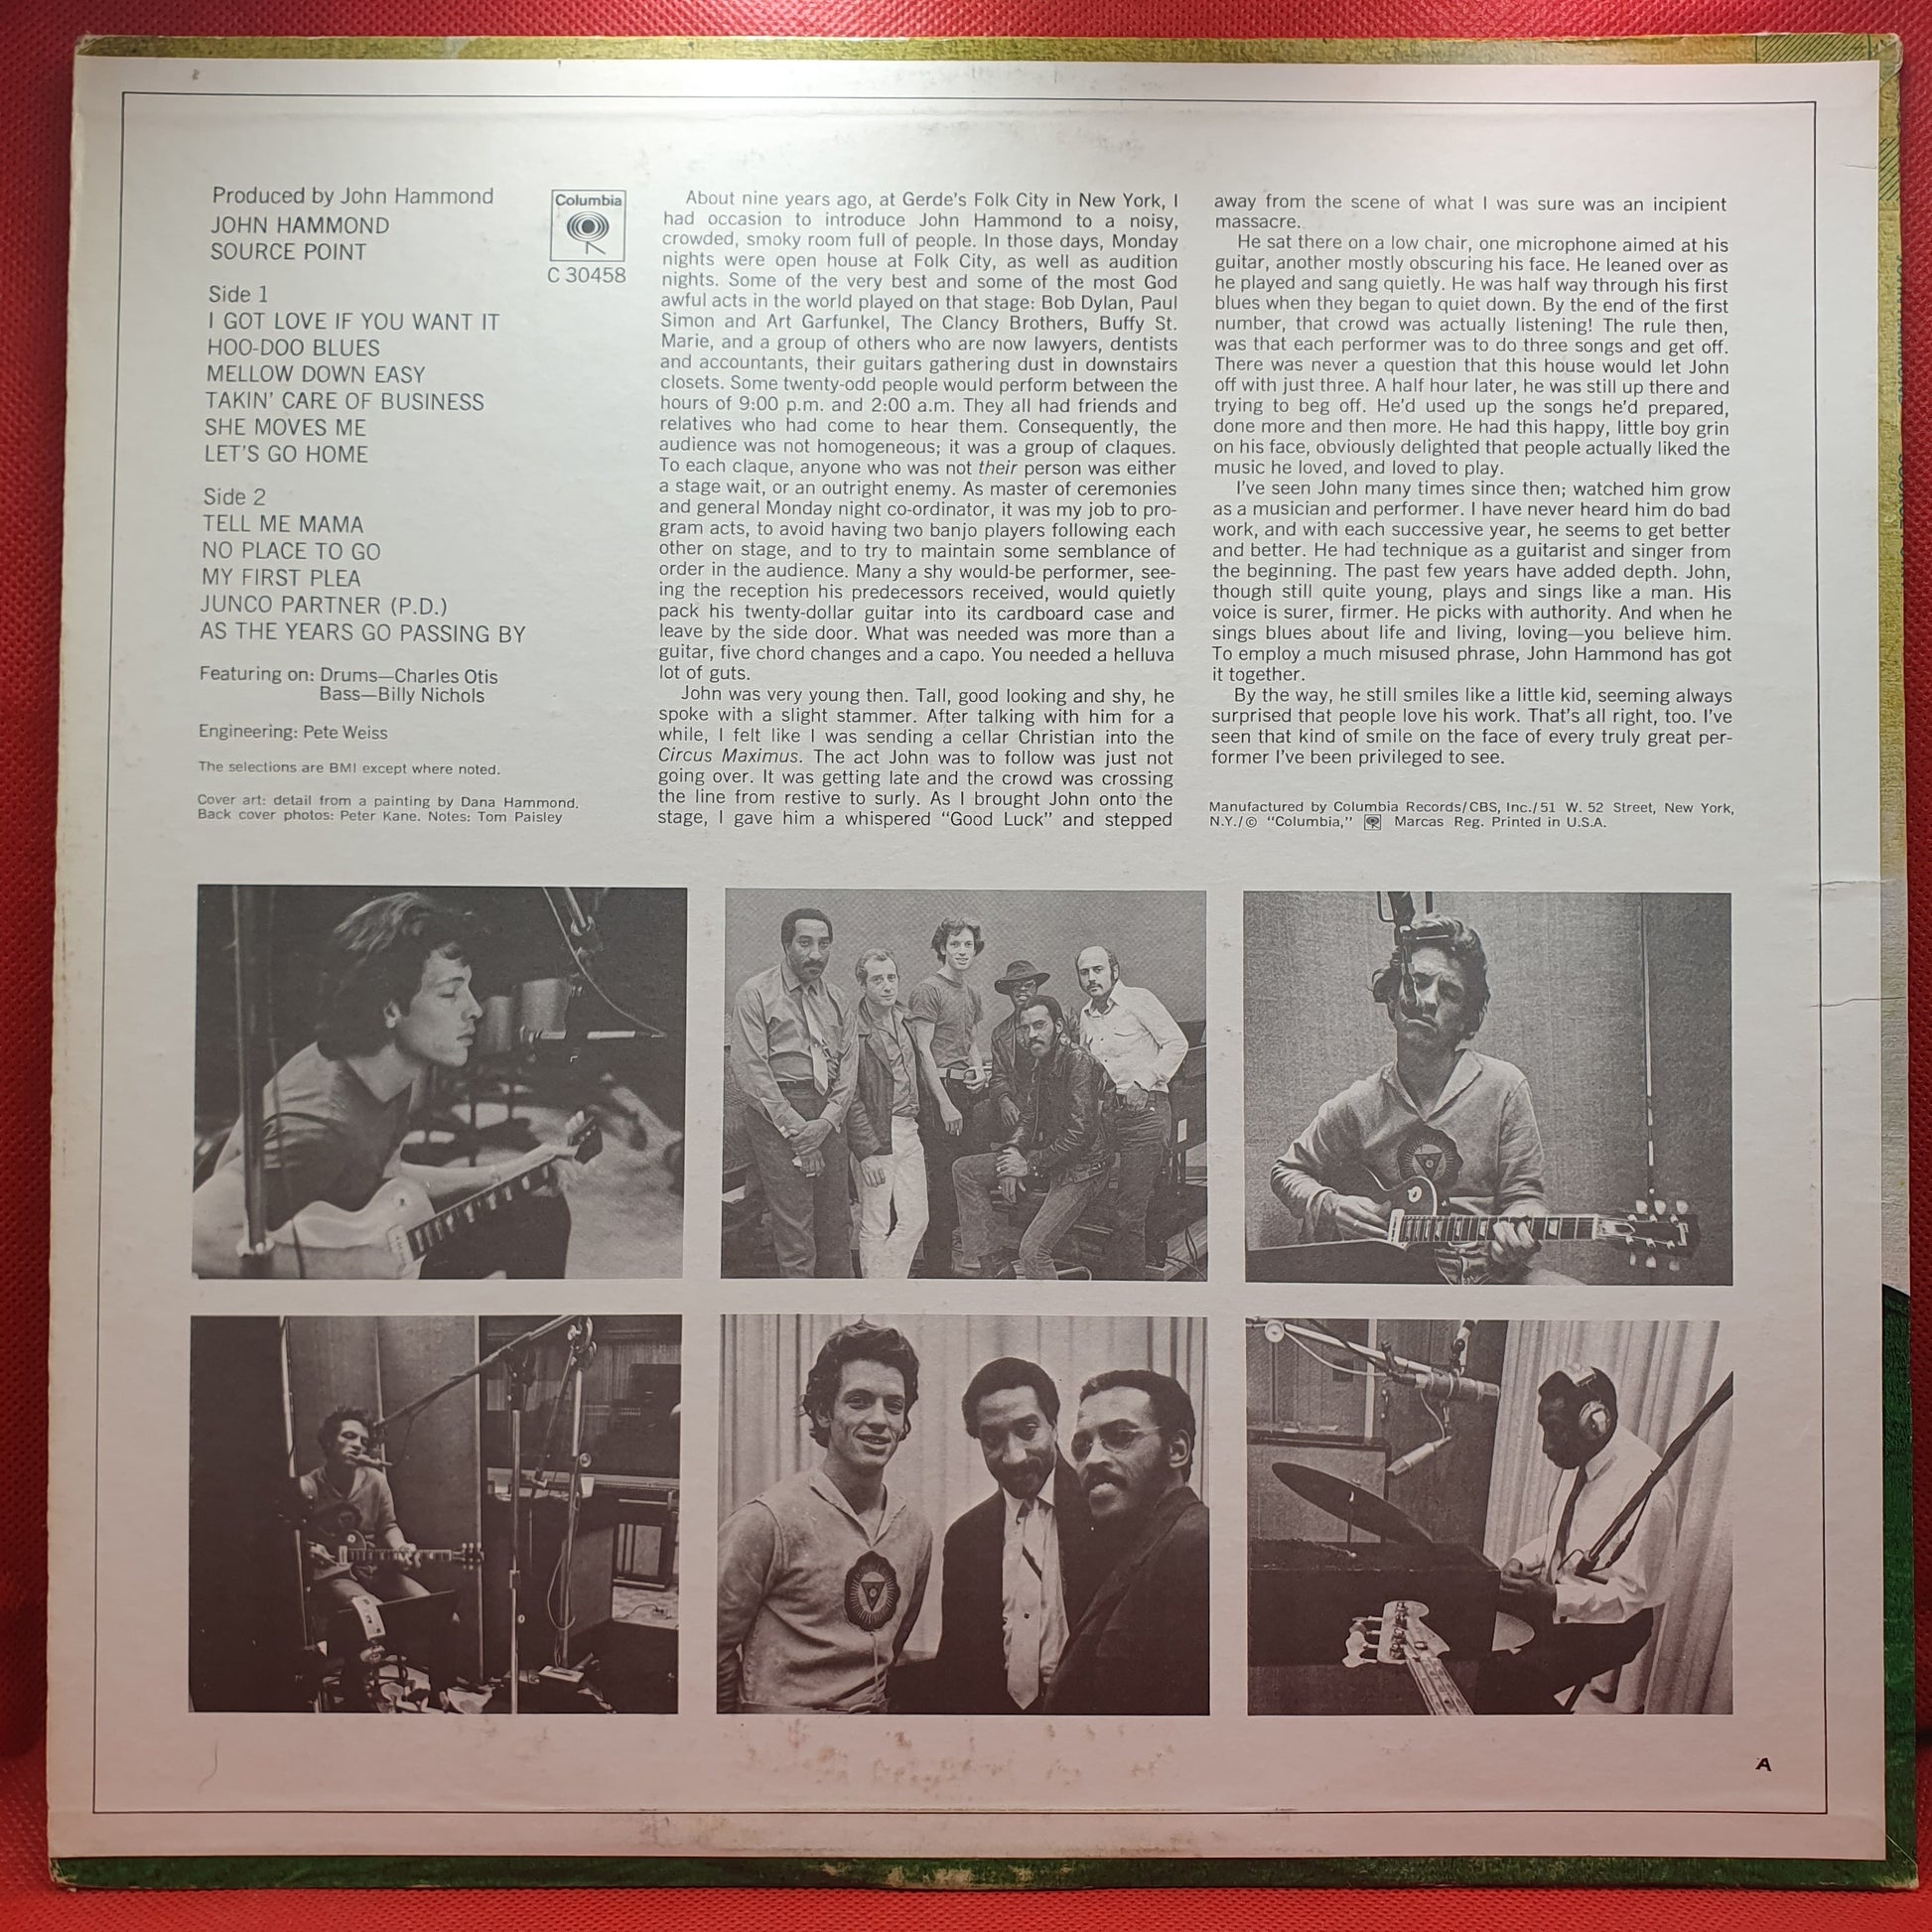 Produced by John Hammond
JOHN HAMMOND
SOURCE POINT
Columbia
C 30458
Side 1
I GOT LOVE IF YOU WANT IT
HOO-DOO BLUES
MELLOW DOWN EASY
TAKIN' CARE OF BUSINESS
SHE MOVES ME
LET'S GO HOME
Side 2
TELL ME MAMA
NO PLACE TO GO
MY FIRST PLEA
JUNCO PARTNER (P.D.)
AS THE YEARS GO PASSING BY
Featuring on: Drums—Charles Otis
Bass—Billy Nichols
Engineering: Pete Weiss
The selections are BMI except where noted.
Cover art: detail from a painting by Dana Hammond.
Back cover photos: Peter Kane. Notes: Tom Paisley
About nine years ago, at Gerde's Folk City in New York, I
had occasion to introduce John Hammond to a noisy,
crowded, smoky room full of people. In those days, Monday
nights were open house at Folk City, as well as audition
nights. Some of the very best and some of the most God
awful acts in the world played on that stage: Bob Dylan, Paul
Simon and Art Garfunkel, The Clancy Brothers, Buffy St.
Marie, and a group of others who are now lawyers, dentists
and accountants, their guitars gathering dust in downstairs
closets. Some twenty-odd people would perform between the
hours of 9:00 p.m. and 2:00 a.m. They all had friends and
relatives who had come to hear them. Consequently, the
audience was not homogeneous; it was a group of claques.
To each claque, anyone who was not their person was either
a stage wait, or an outright enemy. As master of ceremonies
and general Monday night co-ordinator, it was my job to pro-
gram acts, to avoid having two banjo players following each
other on stage, and to try to maintain some semblance of
order in the audience. Many a shy would-be performer, see-
ing the reception his predecessors received, would quietly
pack his twenty-dollar guitar into its cardboard case and
leave by the side door. What was needed was more than a
guitar, five chord changes and a capo. You needed a helluva
lot of guts.
John was very young then. Tall, good looking and shy, he
spoke with a slight stammer. After talking with him for a
while, I felt like I was sending a cellar Christian into the
Circus Maximus. The act John was to follow was just not
going over. It was getting late and the crowd was crossing
the line from restive to surly. As I brought John onto the
stage, I gave him a whispered "Good Luck" and stepped
away from the scene of what I was sure was an incipient
massacre.
He sat there on a low chair, one microphone aimed at his
guitar, another mostly obscuring his face. He leaned over as
he played and sang quietly. He was half way through his first
blues when they began to quiet down. By the end of the first
number, that crowd was actually listening! The rule then,
was that each performer was to do three songs and get off.
There was never a question that this house would let John
off with just three. A half hour later, he was still up there and
trying to beg off. He'd used up the songs he'd prepared,
done more and then more. He had this happy, little boy grin
on his face, obviously delighted that people actually liked the
music he loved, and loved to play.
I've seen John many times since then; watched him grow
as a musician and performer. I have never heard him do bad
work, and with each successive year, he seems to get better
and better. He had technique as a guitarist and singer from
the beginning. The past few years have added depth. John,
though still quite young, plays and sings like a man. His
voice is surer, firmer. He picks with authority. And when he
sings blues about life and living, loving—you believe him.
To employ a much misused phrase, John Hammond has got
it together.
By the way, he still smiles like a little kid, seeming always
surprised that people love his work. That's all right, too. I've
seen that kind of smile on the face of every truly great per-
former I've been privileged to see.
Manufactured by Columbia Records/CBS, Inc./51 W. 52 Street, New York,
N.Y./© "Columbia," Marcas Reg. Printed in U.S.A.
A